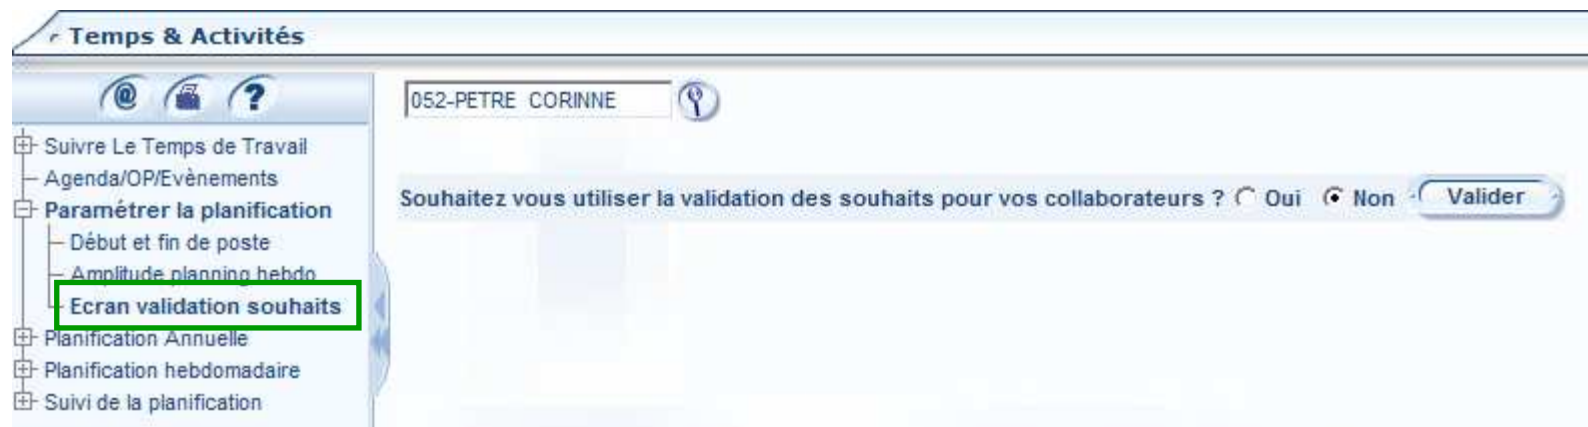 Temps & Activités
@ ?
052-PETRE CORINNE
Suivre Le Temps de Travail
Agenda/OP/Evènements
Paramétrer la planification
Début et fin de poste
Amplitude planning hebdo
Ecran validation souhaits
Planification Annuelle
Planification hebdomadaire
Suivi de la planification
Souhaitez vous utiliser la validation des souhaits pour vos collaborateurs ? Oui Non Valider